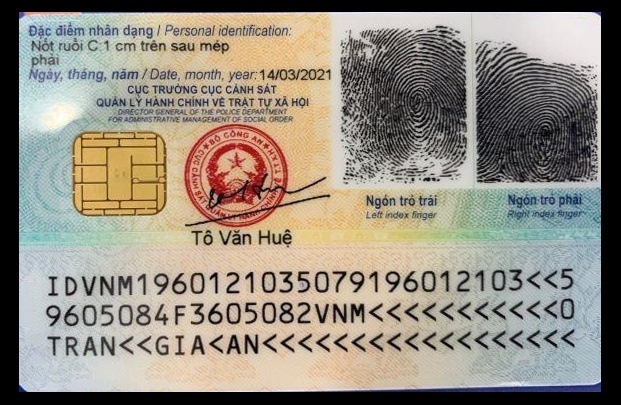 Đặc điểm nhân dạng / Personal identification:
Nốt ruồi C:1 cm trên sau mép
phải
Ngày, tháng, năm / Date, month, year: 14/03/2021
CỤC TRƯỞNG CỤC CẢNH SÁT
QUẢN LÝ HÀNH CHÍNH VỀ TRẬT TỰ XÃ HỘI
DIRECTOR GENERAL OF THE POLICE DEPARTMENT
FOR ADMINISTRATIVE MANAGEMENT OF SOCIAL ORDER
BỘ CÔNG AN
Tô Văn Huệ
Ngón trỏ trái
Left index finger
Ngón trỏ phải
Right index finger
IDVNM1960121035079196012103<<5
9605084F3605082VNM<<<<<<<<<<<0
TRAN<<GIA<AN<<<<<<<<<<<<<<<<<<